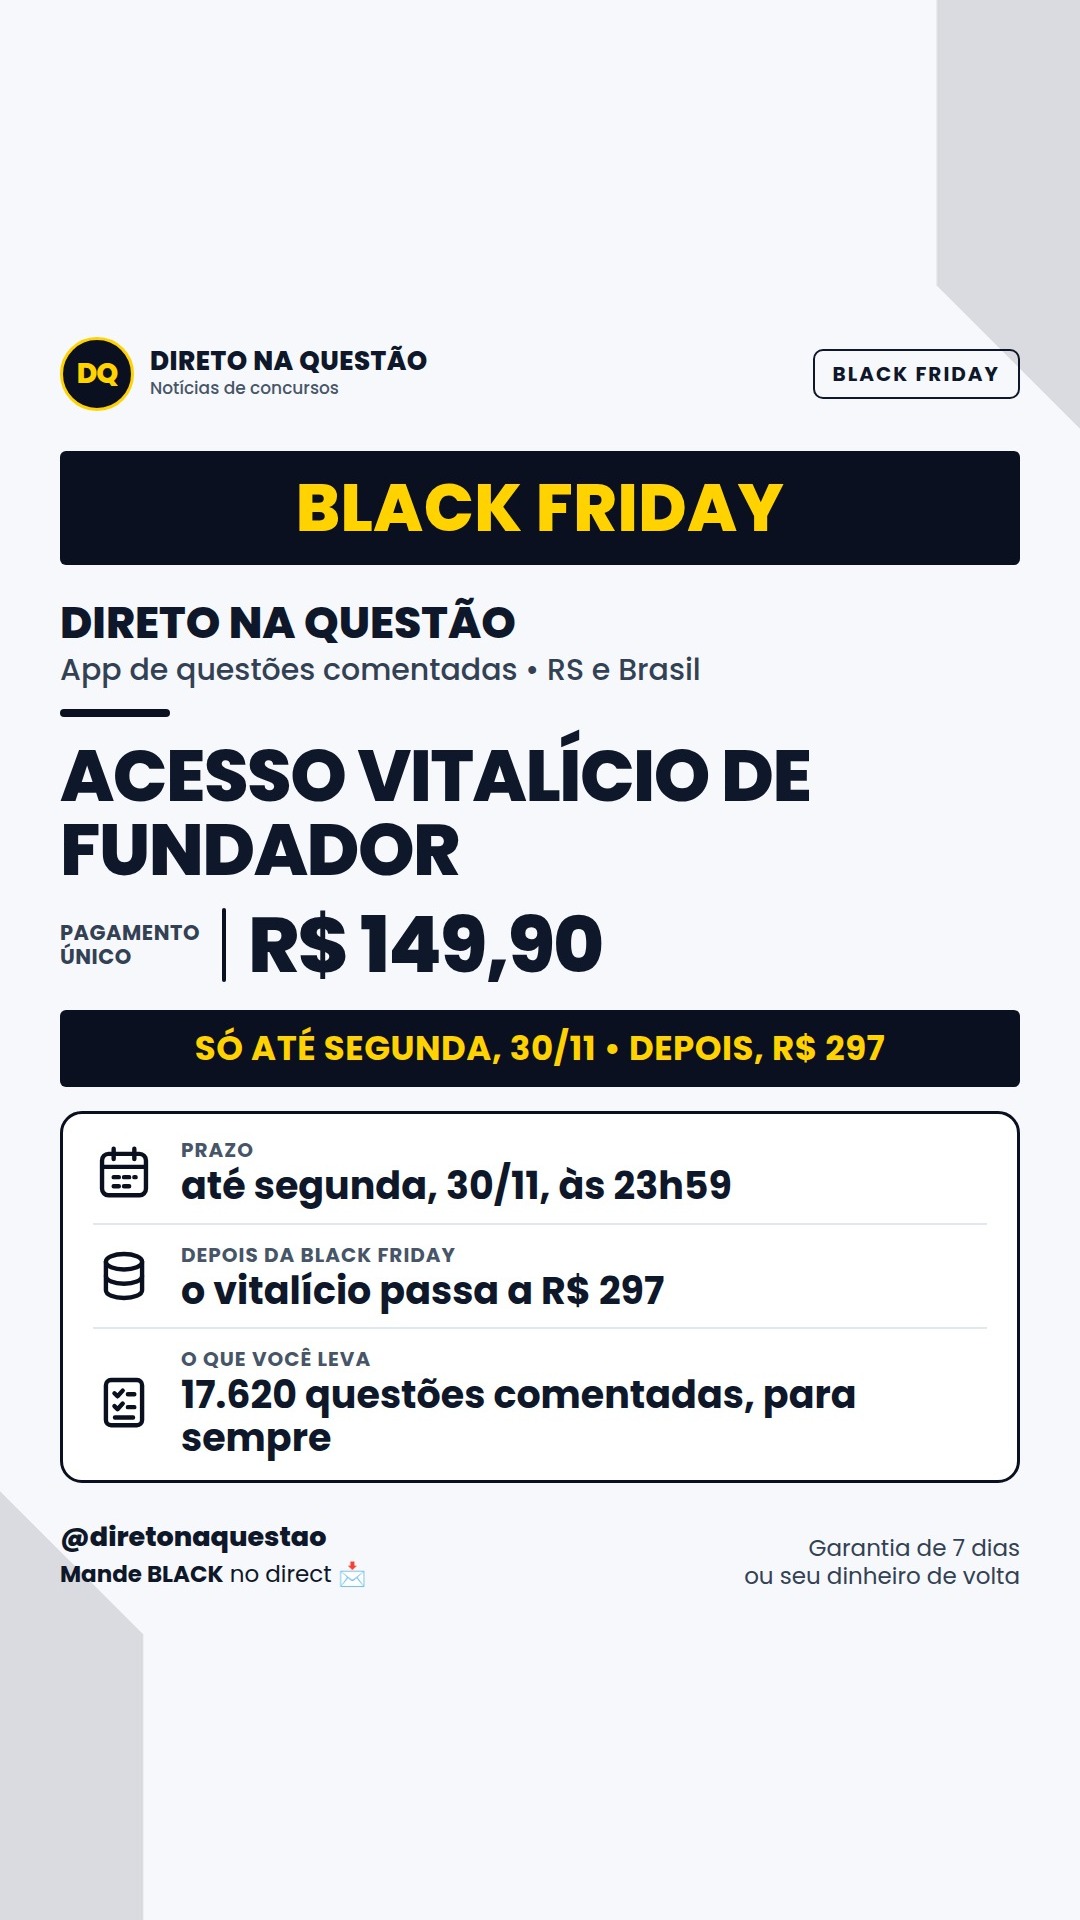 DQ
DIRETO NA QUESTÃO
Notícias de concursos
BLACK FRIDAY
BLACK FRIDAY
DIRETO NA QUESTÃO
App de questões comentadas • RS e Brasil
ACESSO VITALÍCIO DE
FUNDADOR
PAGAMENTO
ÚNICO
R$ 149,90
SÓ ATÉ SEGUNDA, 30/11 • DEPOIS, R$ 297
PRAZO
até segunda, 30/11, às 23h59
DEPOIS DA BLACK FRIDAY
o vitalício passa a R$ 297
O QUE VOCÊ LEVA
17.620 questões comentadas, para
sempre
@diretonaquestao
Mande BLACK no direct 📩
Garantia de 7 dias
ou seu dinheiro de volta